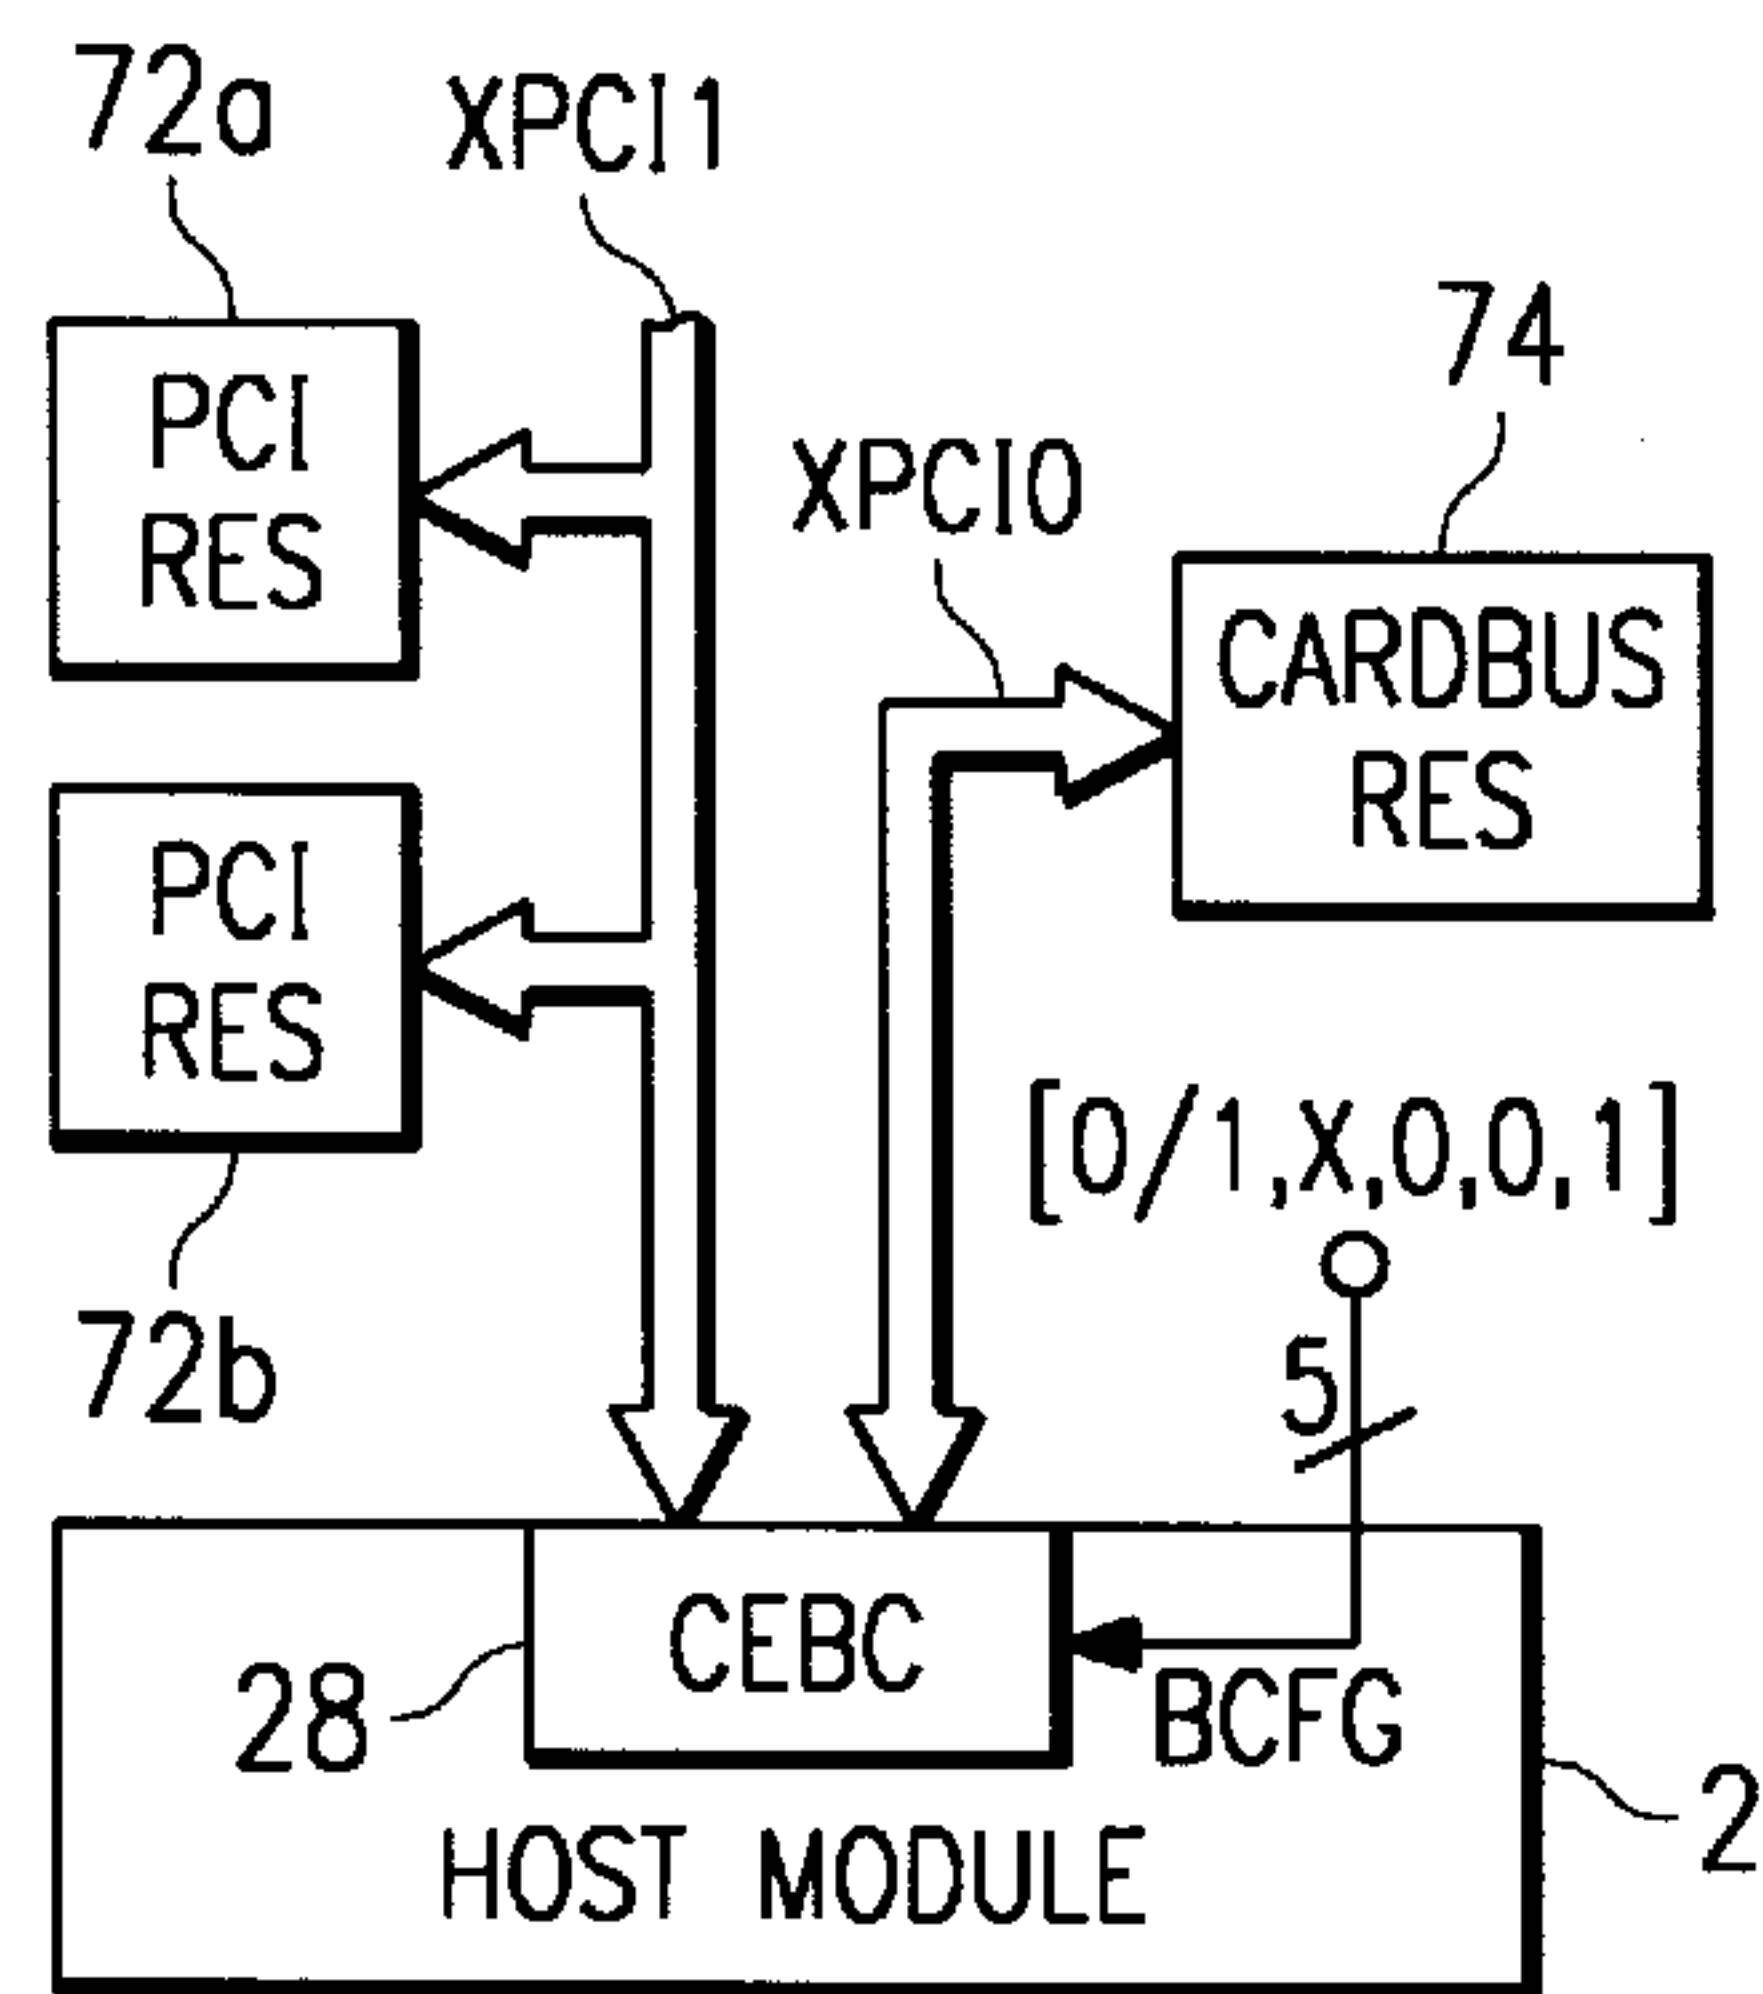 72a
XPCI1
74
PCI
RES
XPCI0
CARDBUS
RES
PCI
RES
[0/1,X,0,0,1]
72b
5
CEBC
28
BCFG
2
HOST MODULE